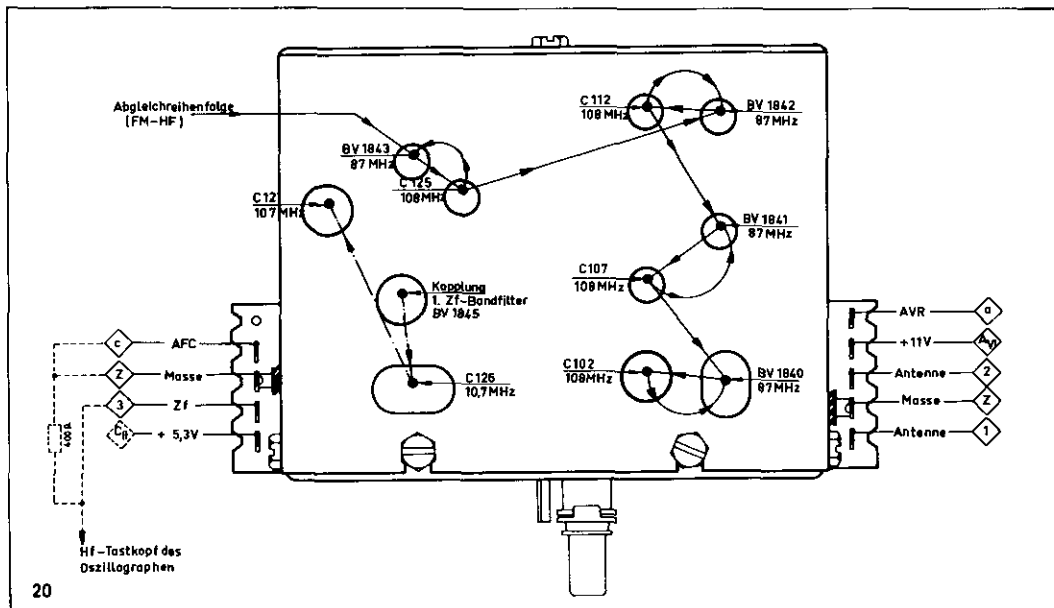 Abgleichreihenfolge
(FM-HF)
BV 1843
87 MHz
C 125
108 MHz
C 112
108 MHz
BV 1842
87 MHz
C 12
107 MHz
BV 1841
87 MHz
C 107
108 MHz
Kopplung
1. Zf-Bandfilter
BV 1845
C 126
10,7 MHz
C 102
108 MHz
BV 1840
87 MHz
c AFC
Z Masse
3 Zf
+ 5,3V
400Ω
AVR a
+11V
Antenne 2
Masse Z
Antenne 1
Hf-Tastkopf des
Oszillographen
20